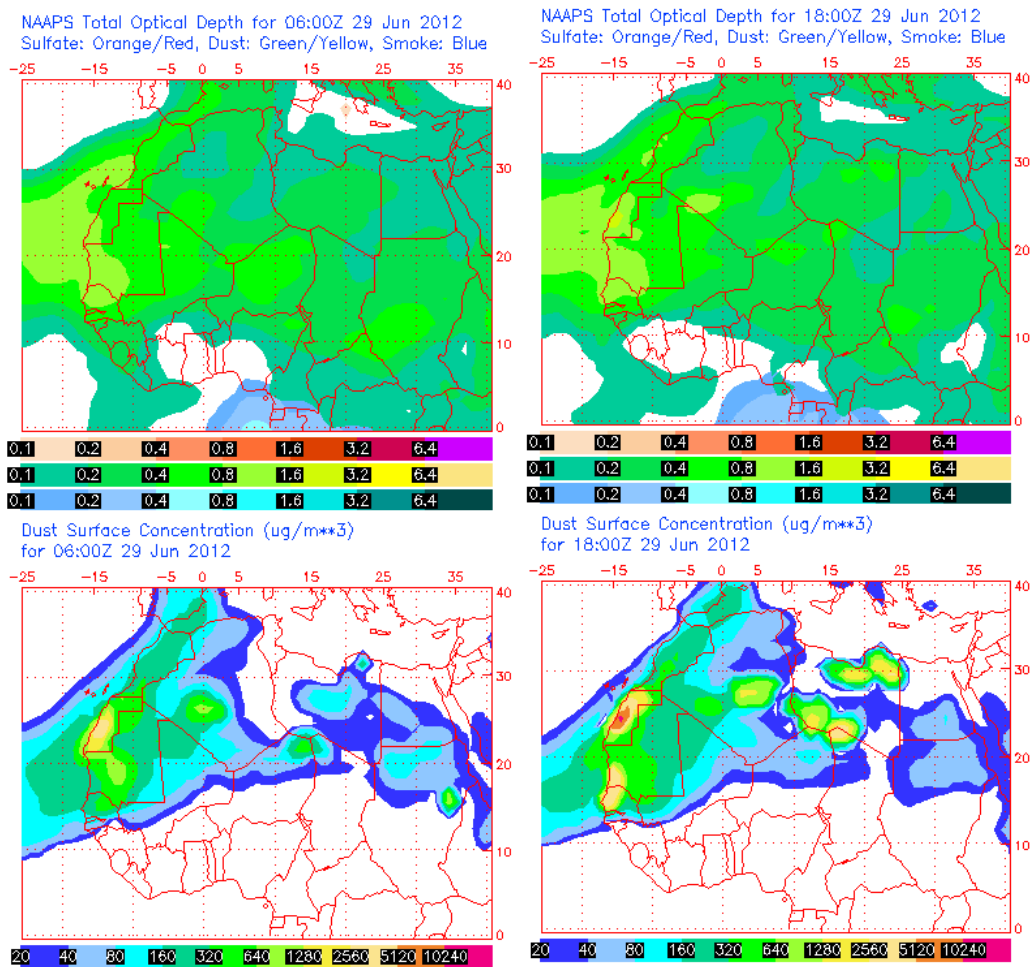 NAAPS Total Optical Depth for 06:00Z 29 Jun 2012
Sulfate: Orange/Red, Dust: Green/Yellow, Smoke: Blue
-25 -15 -5 0 5 15 25 35
40
30
20
10
0
0.1 0.2 0.4 0.8 1.6 3.2 6.4
0.1 0.2 0.4 0.8 1.6 3.2 6.4
0.1 0.2 0.4 0.8 1.6 3.2 6.4
NAAPS Total Optical Depth for 18:00Z 29 Jun 2012
Sulfate: Orange/Red, Dust: Green/Yellow, Smoke: Blue
-25 -15 -5 0 5 15 25 35
40
30
20
10
0
0.1 0.2 0.4 0.8 1.6 3.2 6.4
0.1 0.2 0.4 0.8 1.6 3.2 6.4
0.1 0.2 0.4 0.8 1.6 3.2 6.4
Dust Surface Concentration (ug/m**3)
for 06:00Z 29 Jun 2012
-25 -15 -5 0 5 15 25 35
40
30
20
10
0
20 40 80 160 320 640 1280 2560 5120 10240
Dust Surface Concentration (ug/m**3)
for 18:00Z 29 Jun 2012
-25 -15 -5 0 5 15 25 35
40
30
20
10
0
20 40 80 160 320 640 1280 2560 5120 10240